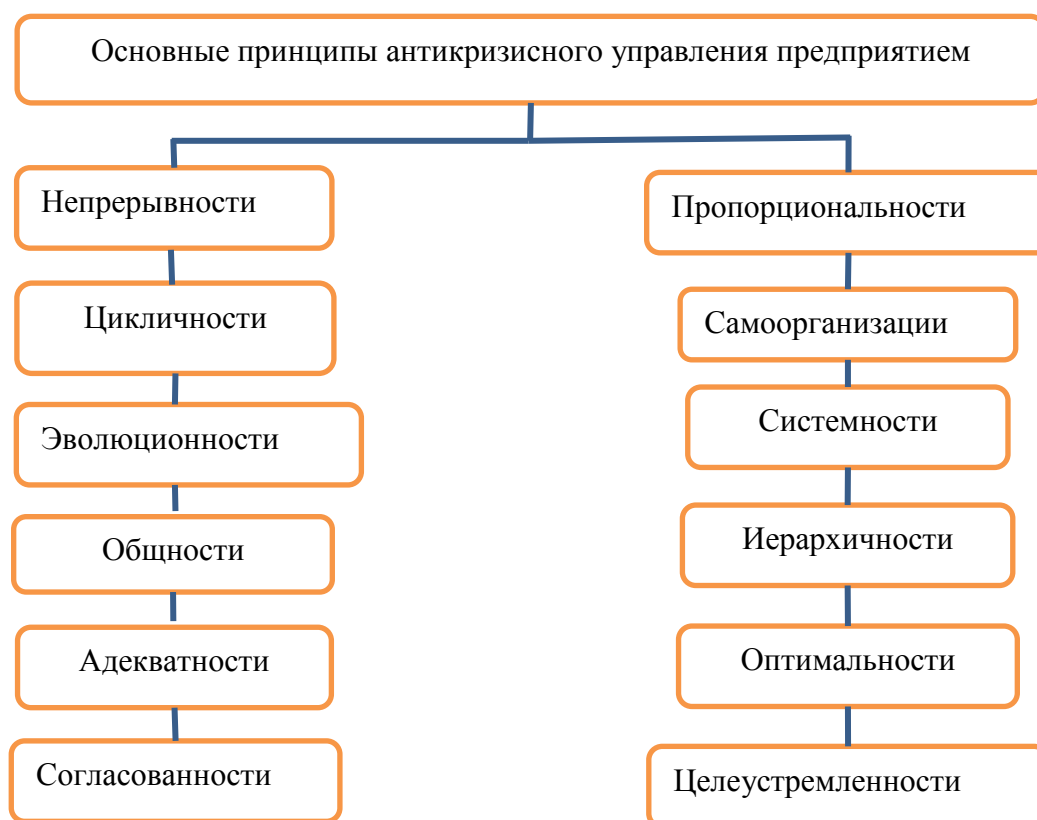 Основные принципы антикризисного управления предприятием
Непрерывности
Цикличности
Эволюционности
Общности
Адекватности
Согласованности
Пропорциональности
Самоорганизации
Системности
Иерархичности
Оптимальности
Целеустремленности